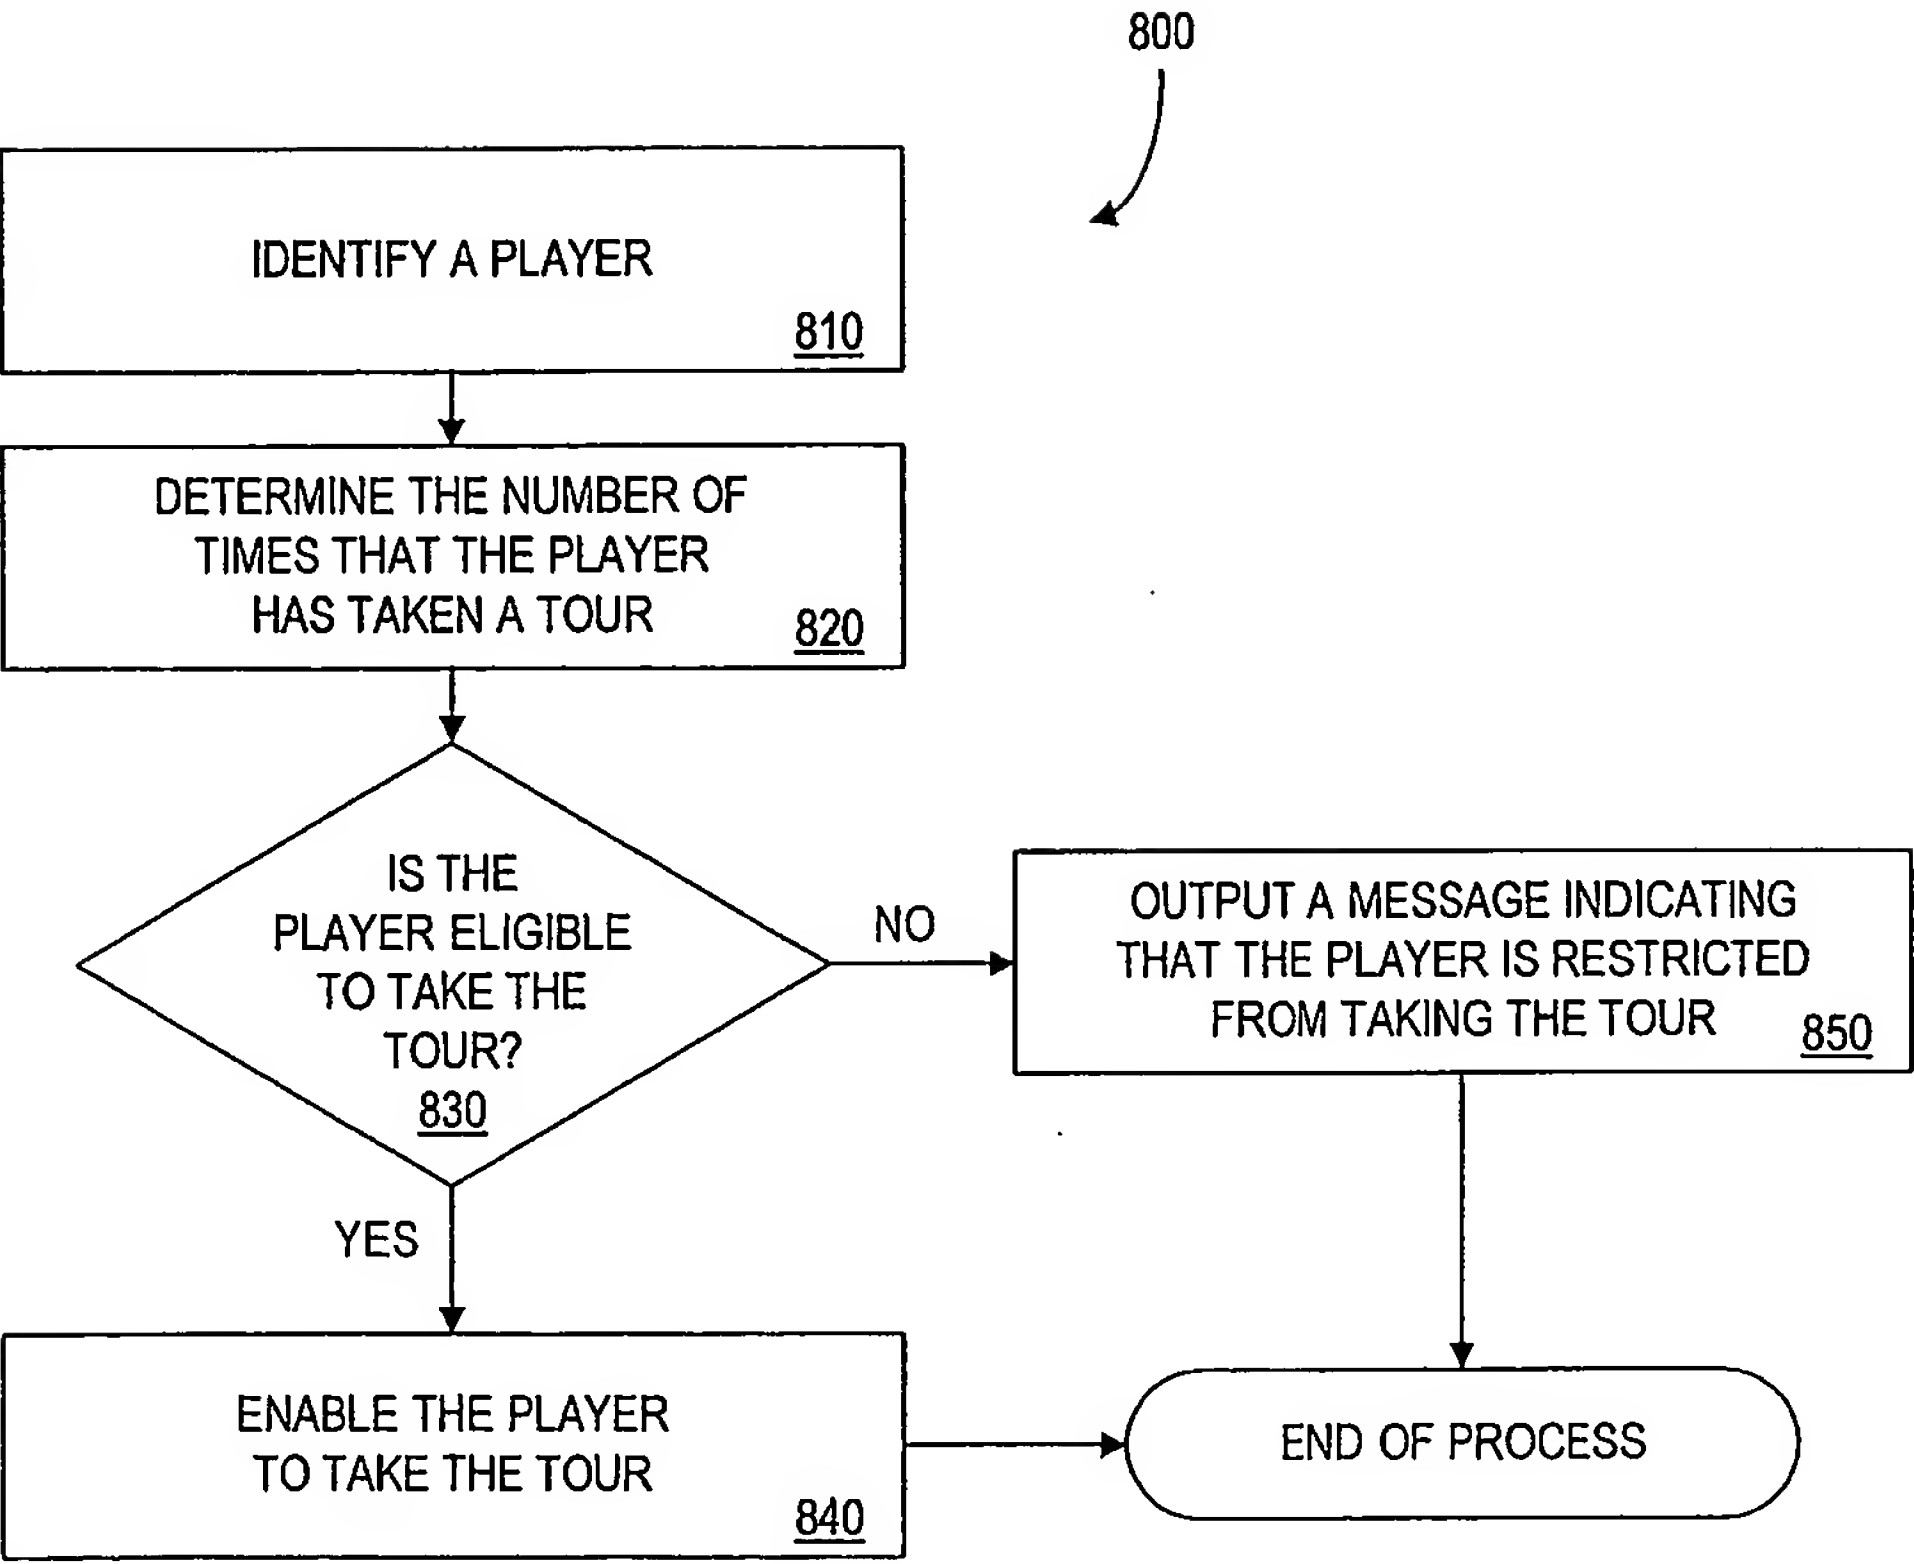 800
IDENTIFY A PLAYER
810
DETERMINE THE NUMBER OF
TIMES THAT THE PLAYER
HAS TAKEN A TOUR
820
IS THE
PLAYER ELIGIBLE
TO TAKE THE
TOUR?
830
NO
OUTPUT A MESSAGE INDICATING
THAT THE PLAYER IS RESTRICTED
FROM TAKING THE TOUR
850
YES
ENABLE THE PLAYER
TO TAKE THE TOUR
840
END OF PROCESS